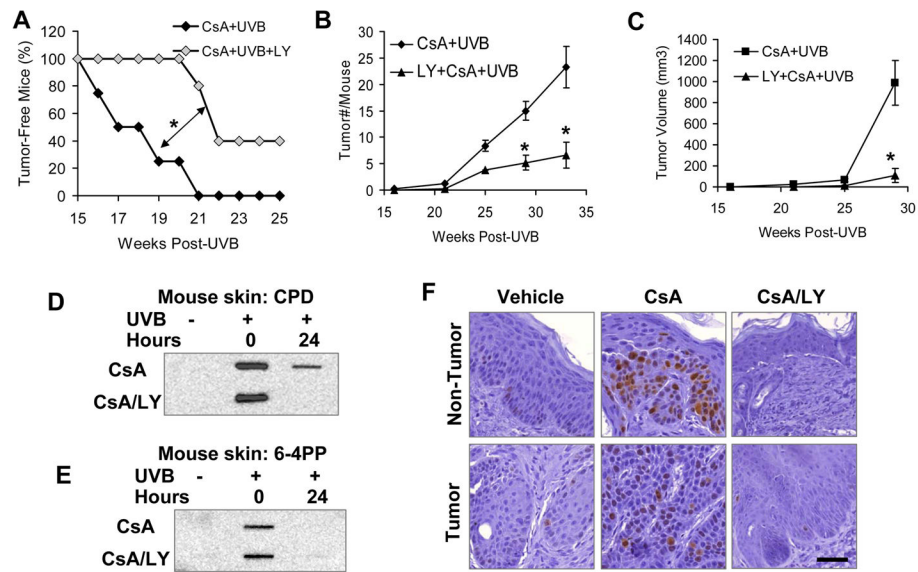 A
CsA+UVB
CsA+UVB+LY
Tumor-Free Mice (%)
120
100
80
60
40
20
0
*
15 17 19 21 23 25
Weeks Post-UVB
B
CsA+UVB
LY+CsA+UVB
Tumor#/Mouse
30
25
20
15
10
5
0
* *
15 20 25 30 35
Weeks Post-UVB
C
CsA+UVB
LY+CsA+UVB
Tumor Volume (mm3)
1400
1200
1000
800
600
400
200
0
*
15 20 25 30
Weeks Post-UVB
D
Mouse skin: CPD
UVB - + +
Hours 0 24
CsA
CsA/LY
E
Mouse skin: 6-4PP
UVB - + +
Hours 0 24
CsA
CsA/LY
F
Vehicle CsA CsA/LY
Non-Tumor
Tumor